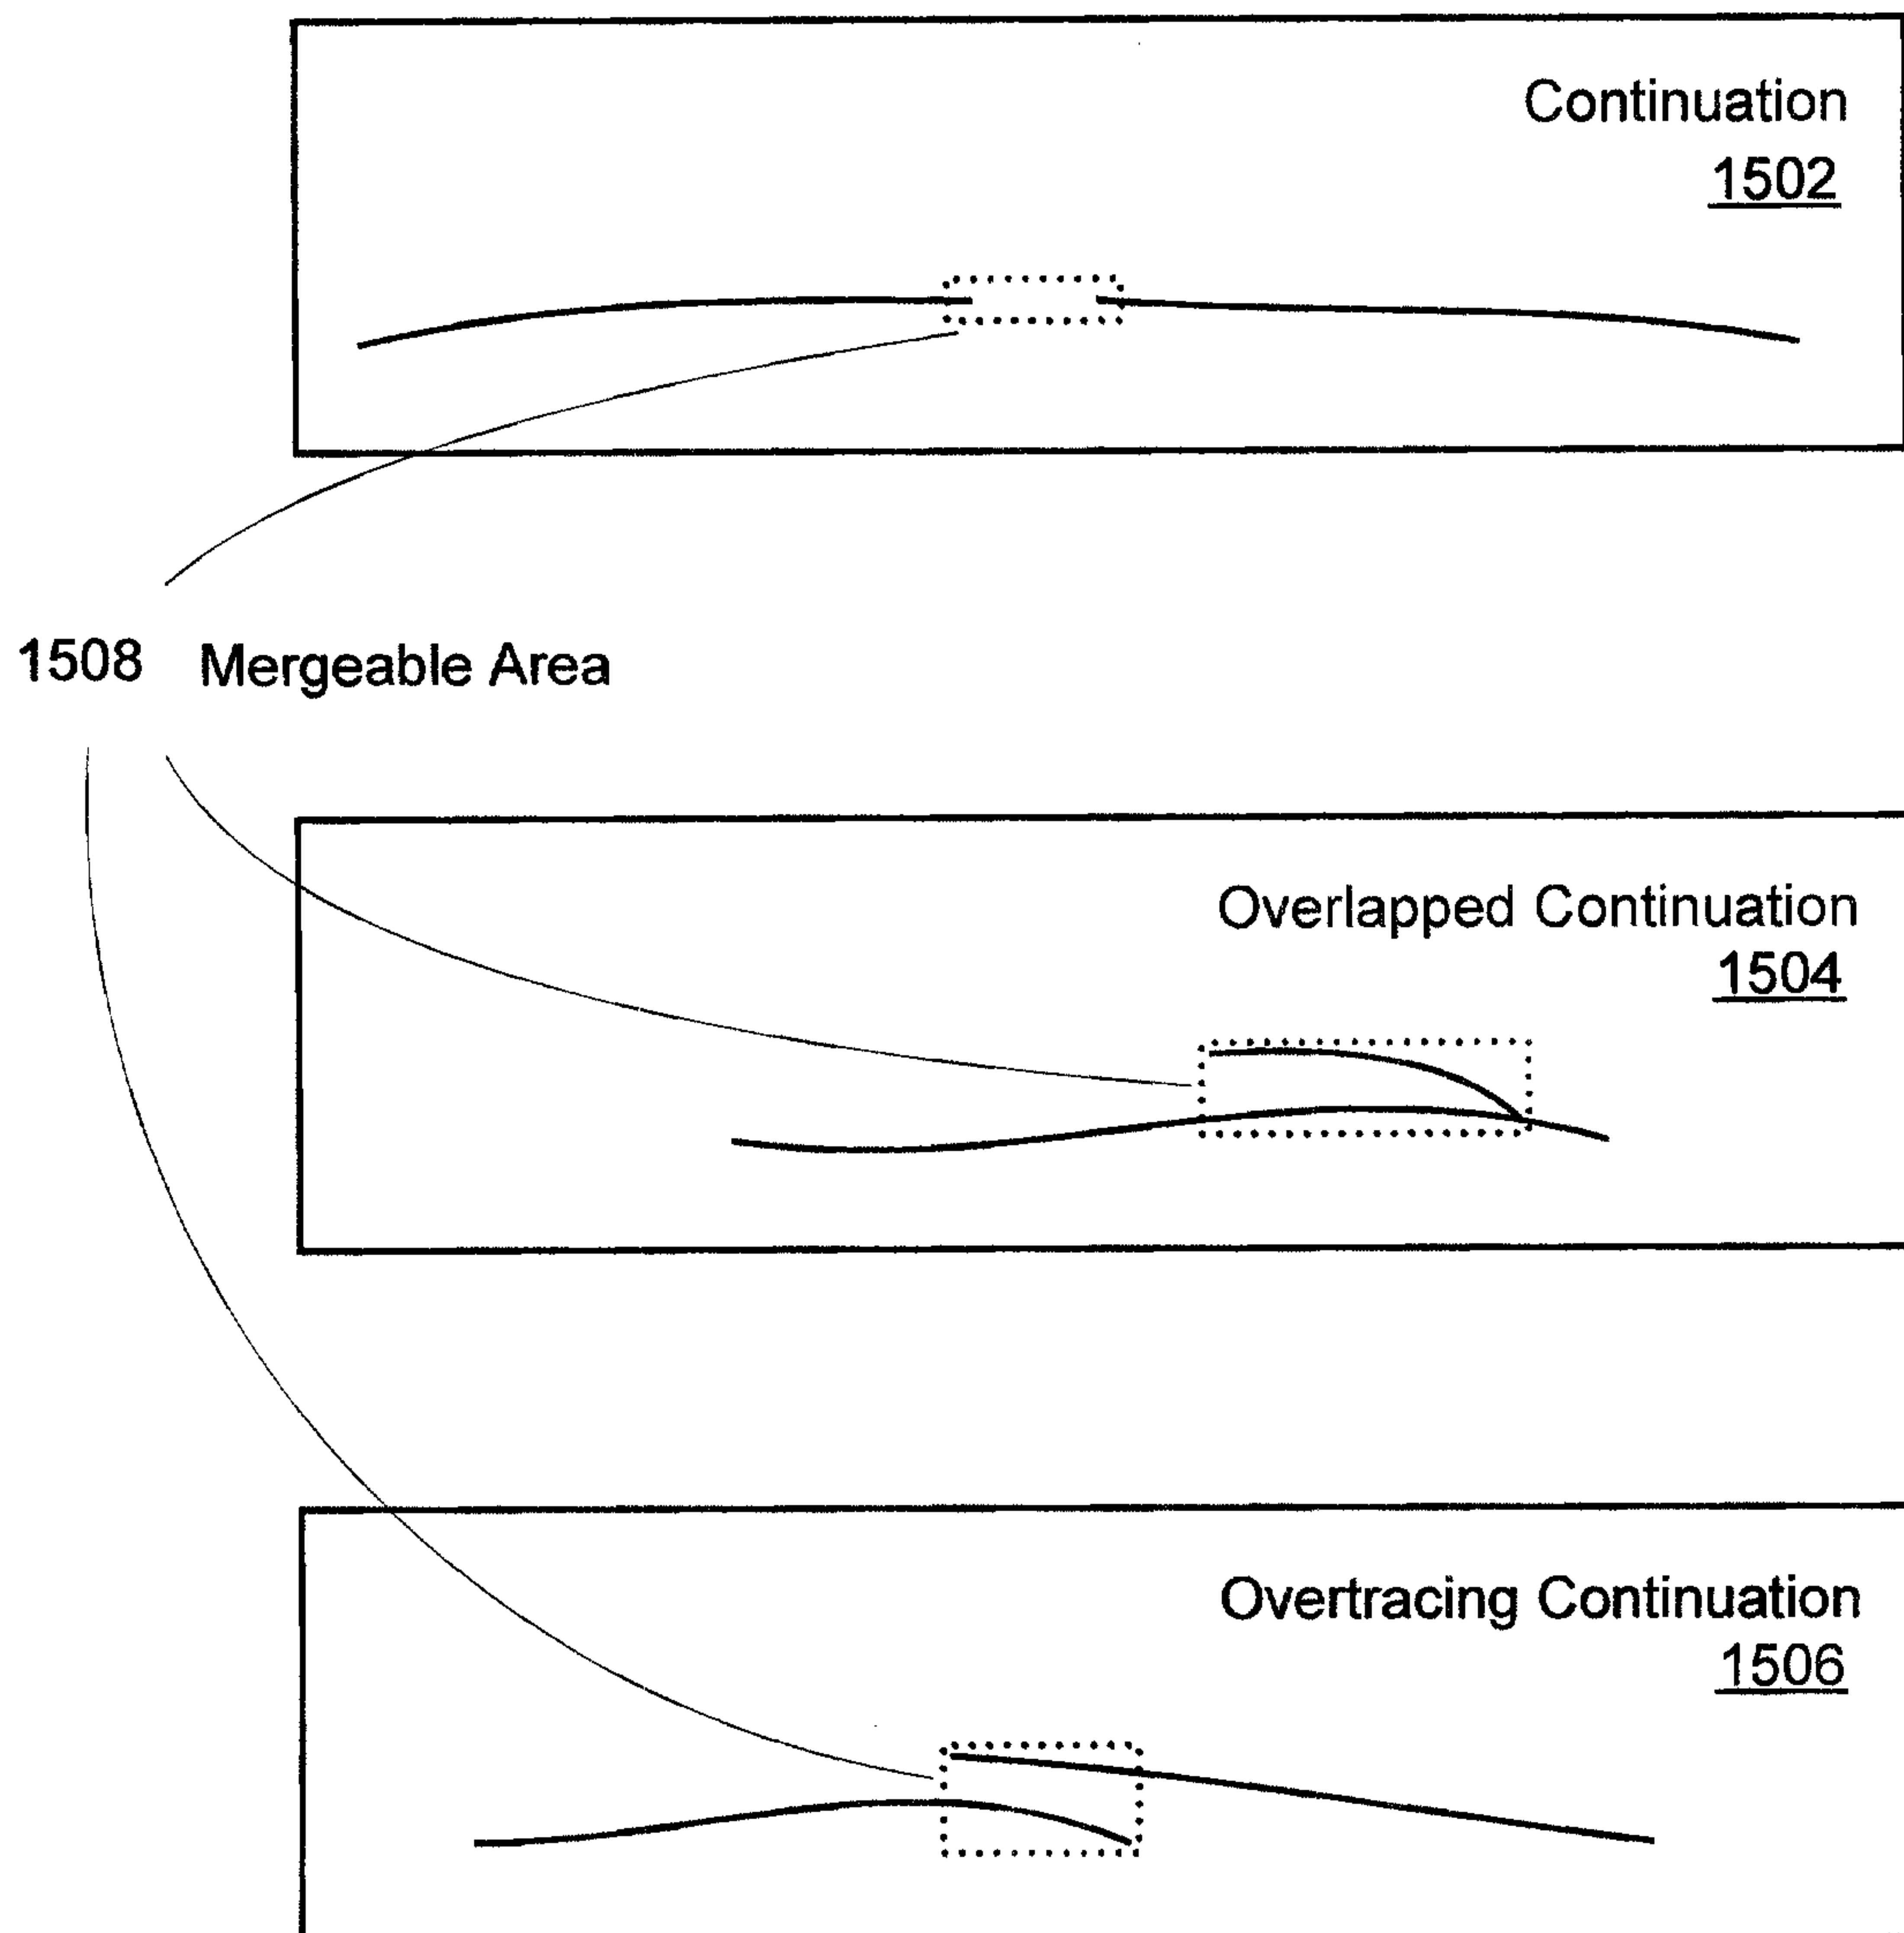 Continuation
1502
1508 Mergeable Area
Overlapped Continuation
1504
Overtracing Continuation
1506